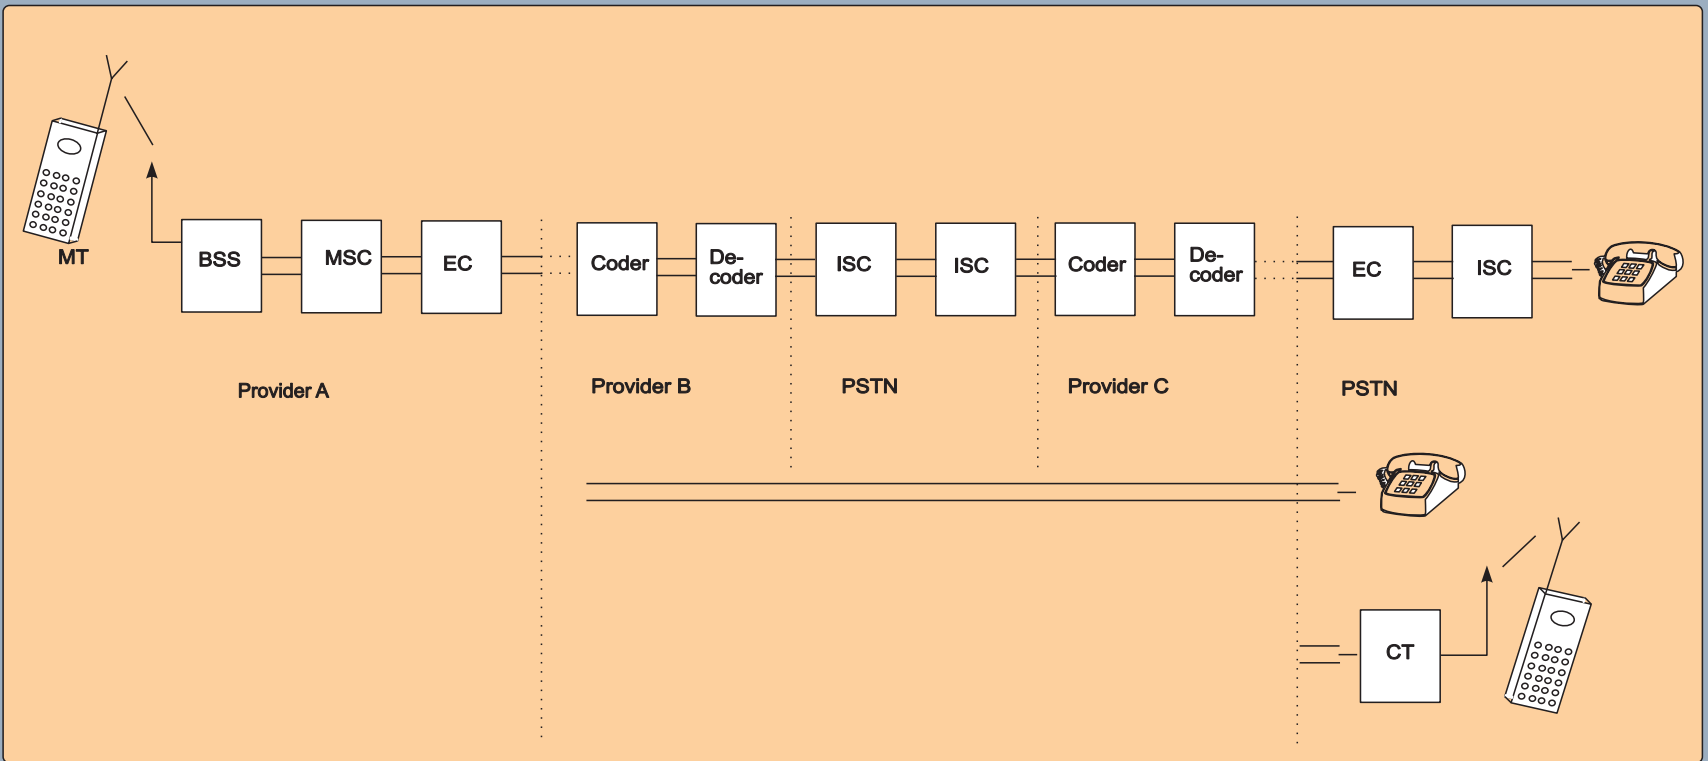 MT
BSS
MSC
EC
Coder
De-
coder
ISC
ISC
Coder
De-
coder
EC
ISC
Provider A
Provider B
PSTN
Provider C
PSTN
CT